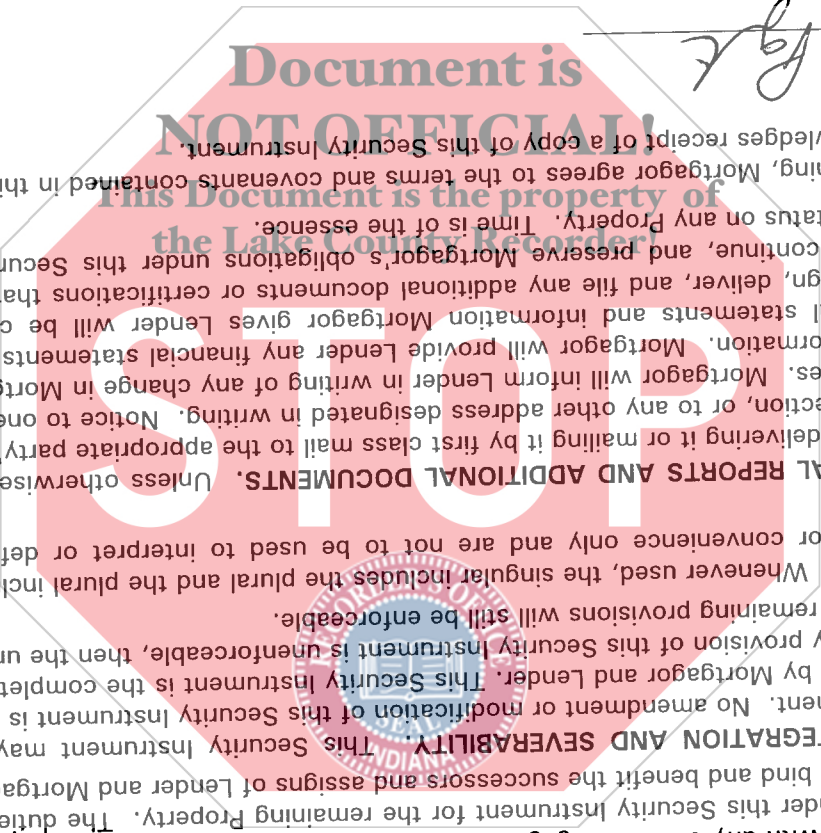 Document is
NOT OFFICIAL!
This Document is the property of
the Lake County Recorder!
STOP
RECORDER'S OFFICE
SEAL
INDIANA
nder this Security Instrument for the remaining Property. The dutie
bind and benefit the successors and assigns of Lender and Mortgag
TEGRATION AND SEVERABILITY. This Security Instrument may
nent. No amendment or modification of this Security Instrument is
by Mortgagor and Lender. This Security Instrument is the complet
y provision of this Security Instrument is unenforceable, then the un
remaining provisions will still be enforceable.
Whenever used, the singular includes the plural and the plural incl
or convenience only and are not to be used to interpret or def
AL REPORTS AND ADDITIONAL DOCUMENTS. Unless otherwise
delivering it or mailing it by first class mail to the appropriate party
ection, or to any other address designated in writing. Notice to one
es. Mortgagor will inform Lender in writing of any change in Mortg
ormation. Mortgagor will provide Lender any financial statements
l statements and information Mortgagor gives Lender will be c
gn, deliver, and file any additional documents or certifications that
continue, and preserve Mortgagor's obligations under this Secur
status on any Property. Time is of the essence.
ning, Mortgagor agrees to the terms and covenants contained in thi
wledges receipt of a copy of this Security Instrument.